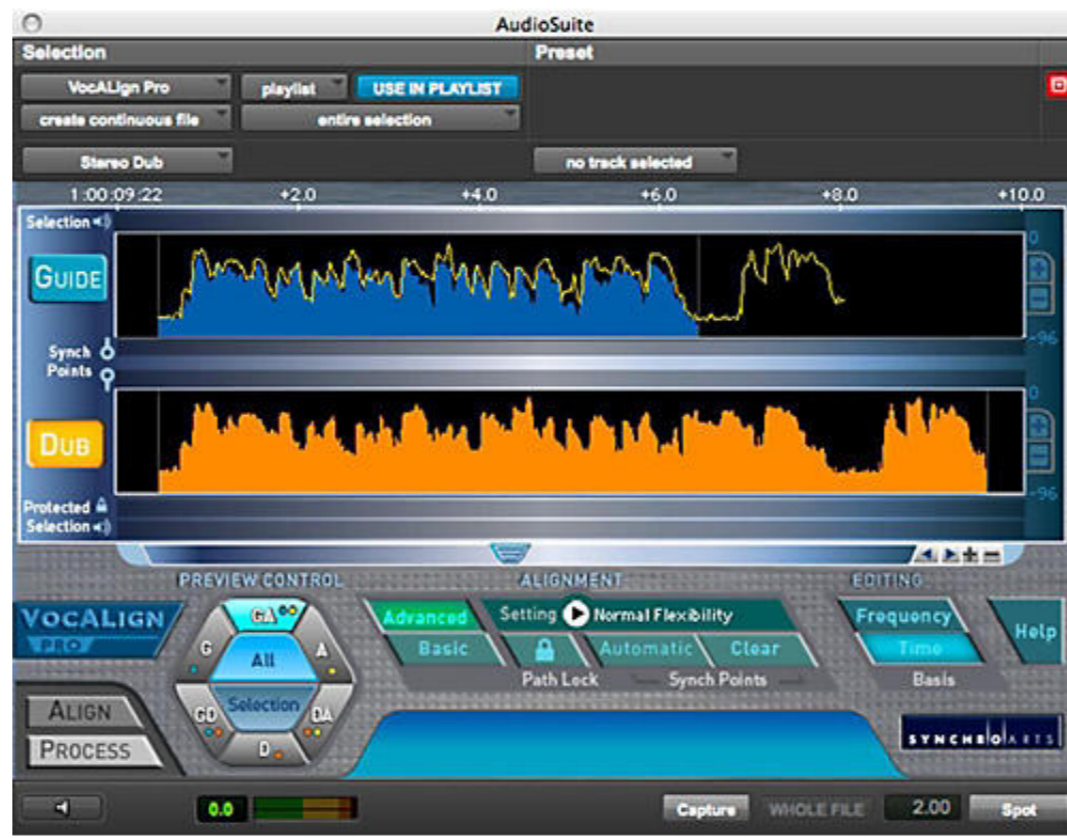 AudioSuite
Selection Preset
VocALign Pro playlist USE IN PLAYLIST
create continuous file entire selection
Stereo Dub no track selected
1:00:09:22 +2.0 +4.0 +6.0 +8.0 +10.0
Selection
0
GUIDE
-96
Synch
Points
0
DUB
-96
Protected
Selection
PREVIEW CONTROL ALIGNMENT EDITING
VOCALIGN
PRO
GA
G
All
A
Selection
GD
DA
D
Advanced Setting Normal Flexibility Frequency
Basic Automatic Clear Time
Help
Path Lock Synch Points Basis
ALIGN
PROCESS
SYNCHRO ARTS
0.0 Capture WHOLE FILE 2.00 Spot